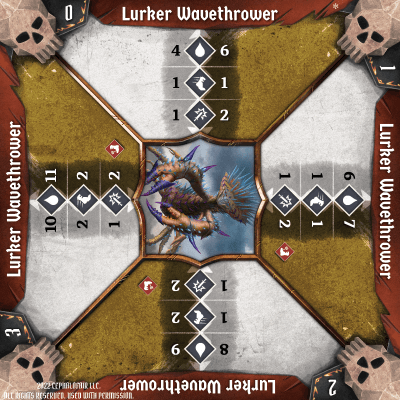 0
Lurker Wavethrower
4 6
1 1
1 2
1
Lurker Wavethrower
6 7
1 1
1 2
2
Lurker Wavethrower
8 9
1 2
1 2
3
Lurker Wavethrower
10 11
2 2
1 2
2022 CEPHALOFAIR LLC.
ALL RIGHTS RESERVED. USED WITH PERMISSION.